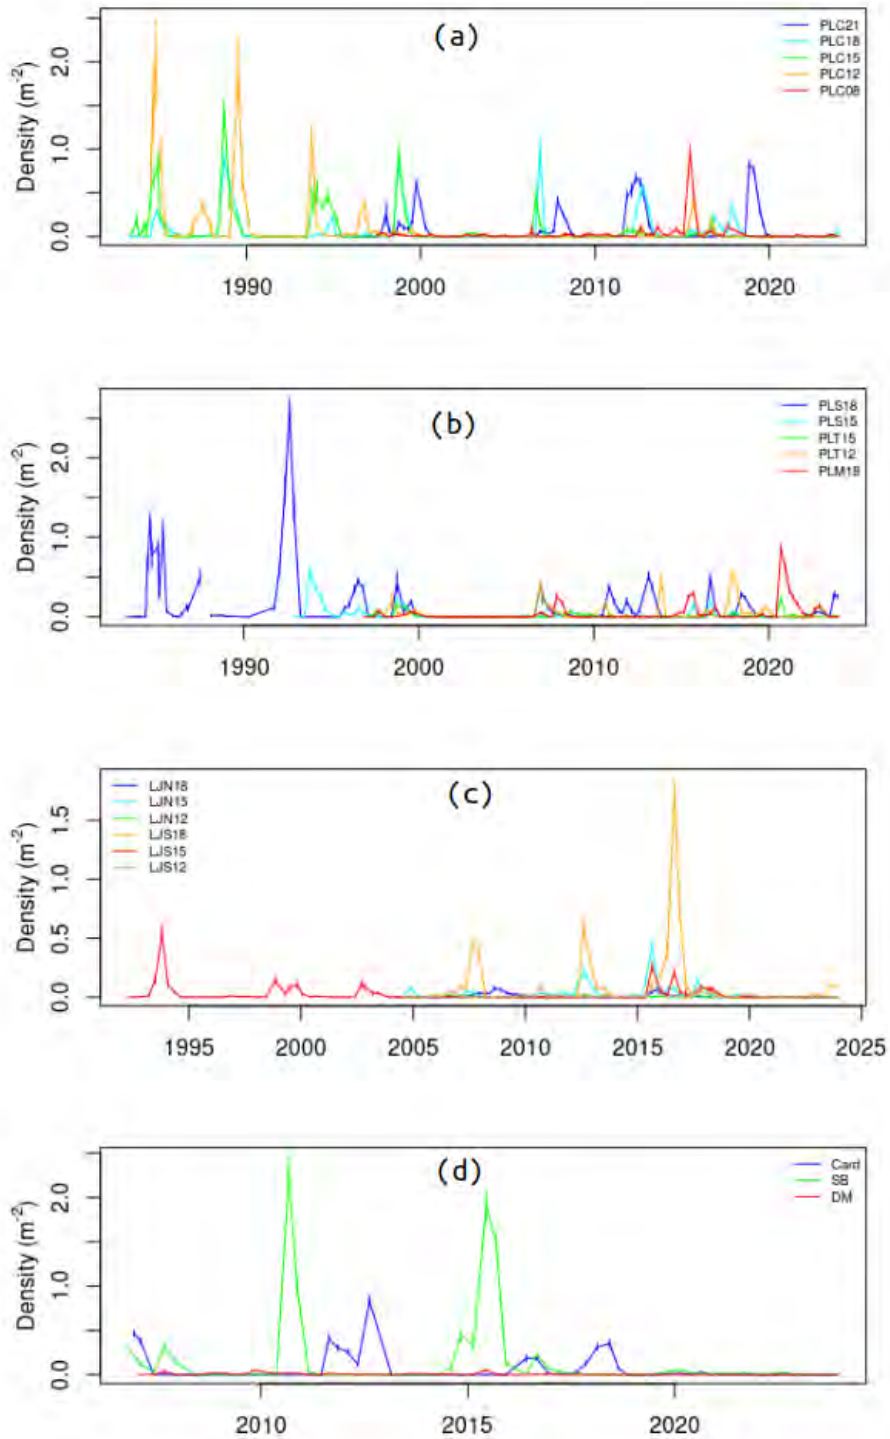 (a)
PLC21
PLC18
PLC15
PLC12
PLC08
Density (m⁻²)
0.0 1.0 2.0
1990 2000 2010 2020
(b)
PLS18
PLS15
PLT15
PLT12
PLM18
Density (m⁻²)
0.0 1.0 2.0
1990 2000 2010 2020
(c)
LJN18
LJN15
LJN12
LJS18
LJS15
LJS12
Density (m⁻²)
0.0 0.5 1.0 1.5
1995 2000 2005 2010 2015 2020 2025
(d)
Card
SB
DM
Density (m⁻²)
0.0 1.0 2.0
2010 2015 2020